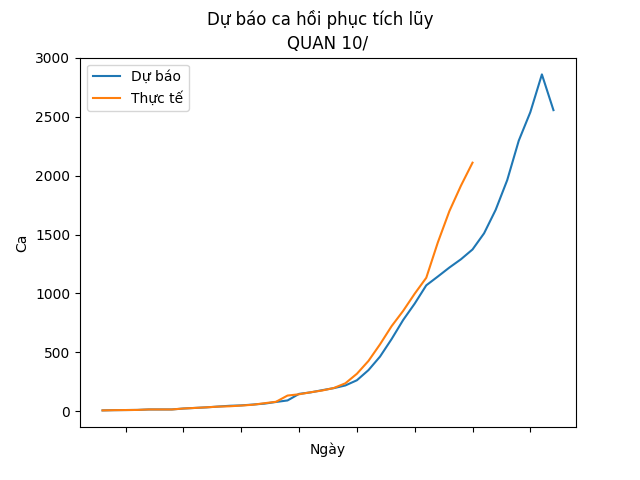 Dự báo ca hồi phục tích lũy
QUAN 10/
3000
2500
2000
1500
1000
500
0
Ca
Dự báo
Thực tế
Ngày